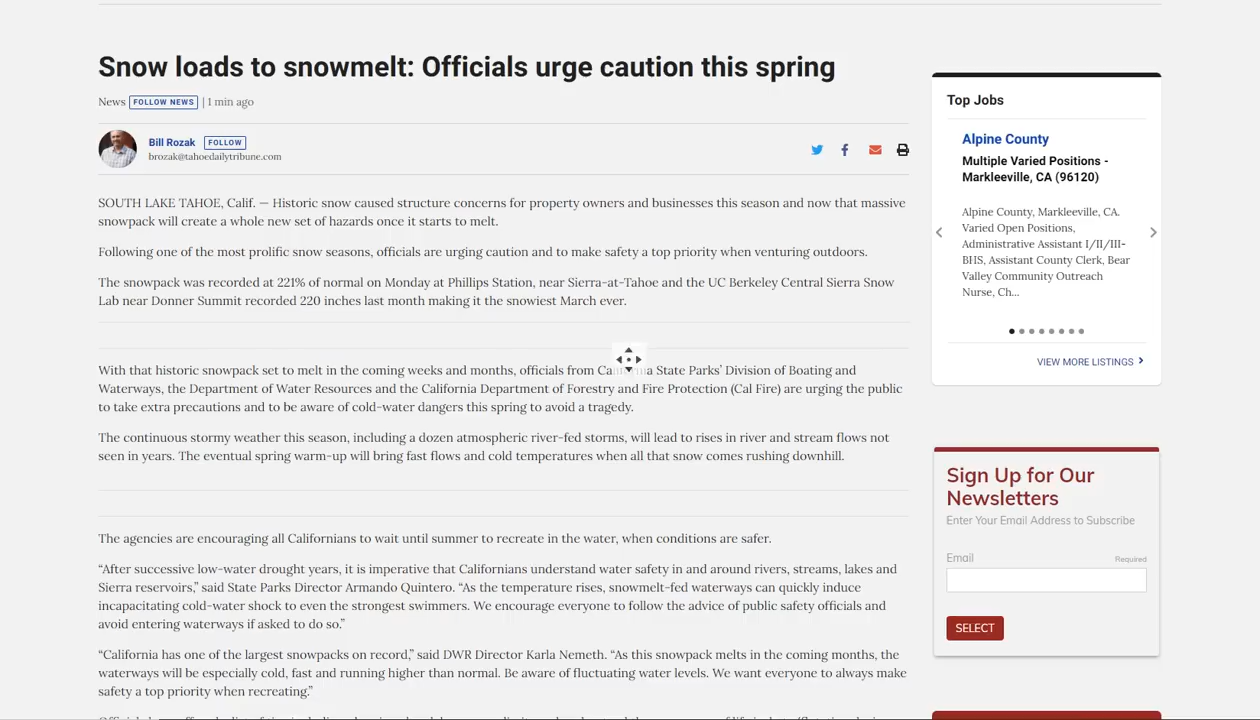 Snow loads to snowmelt: Officials urge caution this spring
News FOLLOW NEWS | 1 min ago
Bill Rozak FOLLOW
brozak@tahoedailytribune.com
SOUTH LAKE TAHOE, Calif. — Historic snow caused structure concerns for property owners and businesses this season and now that massive
snowpack will create a whole new set of hazards once it starts to melt.
Following one of the most prolific snow seasons, officials are urging caution and to make safety a top priority when venturing outdoors.
The snowpack was recorded at 221% of normal on Monday at Phillips Station, near Sierra-at-Tahoe and the UC Berkeley Central Sierra Snow
Lab near Donner Summit recorded 220 inches last month making it the snowiest March ever.
With that historic snowpack set to melt in the coming weeks and months, officials from California State Parks’ Division of Boating and
Waterways, the Department of Water Resources and the California Department of Forestry and Fire Protection (Cal Fire) are urging the public
to take extra precautions and to be aware of cold-water dangers this spring to avoid a tragedy.
The continuous stormy weather this season, including a dozen atmospheric river-fed storms, will lead to rises in river and stream flows not
seen in years. The eventual spring warm-up will bring fast flows and cold temperatures when all that snow comes rushing downhill.
The agencies are encouraging all Californians to wait until summer to recreate in the water, when conditions are safer.
“After successive low-water drought years, it is imperative that Californians understand water safety in and around rivers, streams, lakes and
Sierra reservoirs,” said State Parks Director Armando Quintero. “As the temperature rises, snowmelt-fed waterways can quickly induce
incapacitating cold-water shock to even the strongest swimmers. We encourage everyone to follow the advice of public safety officials and
avoid entering waterways if asked to do so.”
“California has one of the largest snowpacks on record,” said DWR Director Karla Nemeth. “As this snowpack melts in the coming months, the
waterways will be especially cold, fast and running higher than normal. Be aware of fluctuating water levels. We want everyone to always make
safety a top priority when recreating.”
Top Jobs
Alpine County
Multiple Varied Positions -
Markleeville, CA (96120)
Alpine County, Markleeville, CA.
Varied Open Positions,
Administrative Assistant I/II/III-
BHS, Assistant County Clerk, Bear
Valley Community Outreach
Nurse, Ch...
VIEW MORE LISTINGS
Sign Up for Our
Newsletters
Enter Your Email Address to Subscribe
Email Required
SELECT